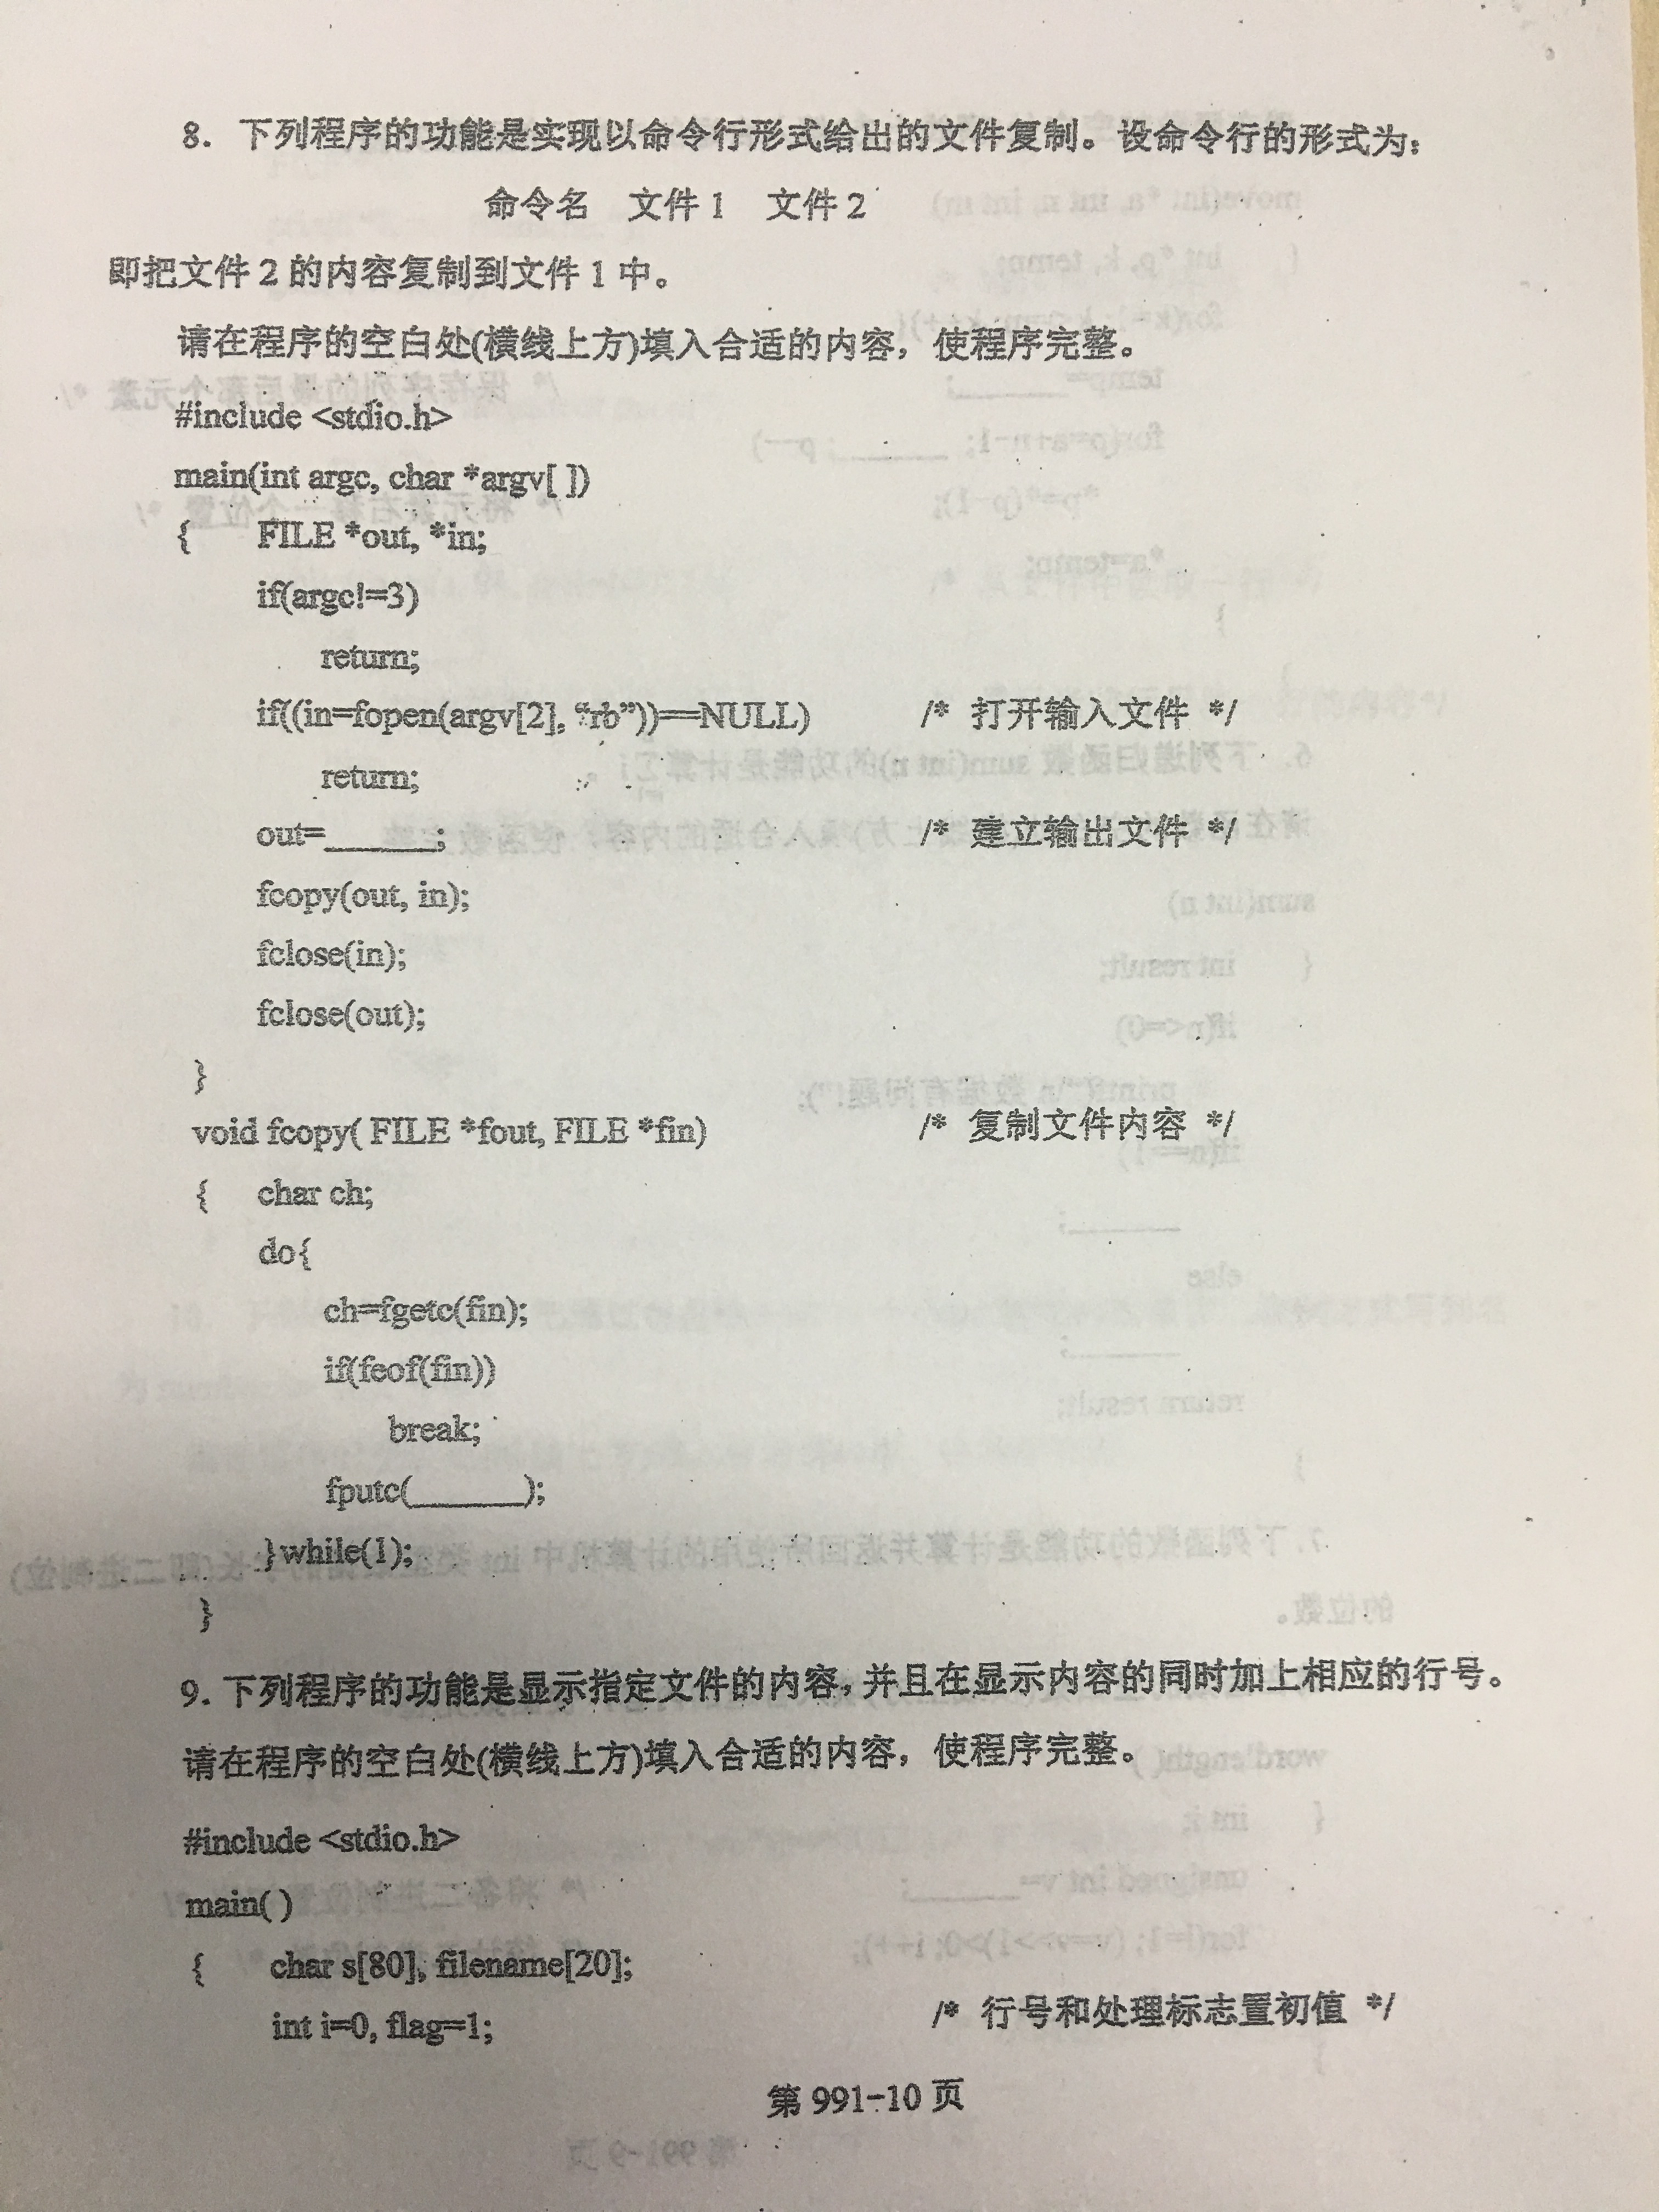 8. 下列程序的功能是实现以命令行形式给出的文件复制。设命令行的形式为:
命令名 文件 1 文件 2
即把文件 2 的内容复制到文件 1 中。
请在程序的空白处(横线上方)填入合适的内容，使程序完整。
#include <stdio.h>
main(int argc, char *argv[ ])
{ FILE *out, *in;
if(argc!=3)
return;
if((in=fopen(argv[2], “rb”))==NULL) /* 打开输入文件 */
return;
out=______; /* 建立输出文件 */
fcopy(out, in);
fclose(in);
fclose(out);
}
void fcopy( FILE *fout, FILE *fin) /* 复制文件内容 */
{ char ch;
do{
ch=fgetc(fin);
if(feof(fin))
break;
fputc(______);
}while(1);
}
9. 下列程序的功能是显示指定文件的内容，并且在显示内容的同时加上相应的行号。
请在程序的空白处(横线上方)填入合适的内容，使程序完整。
#include <stdio.h>
main( )
{ char s[80], filename[20];
int i=0, flag=1; /* 行号和处理标志置初值 */
第 991-10 页